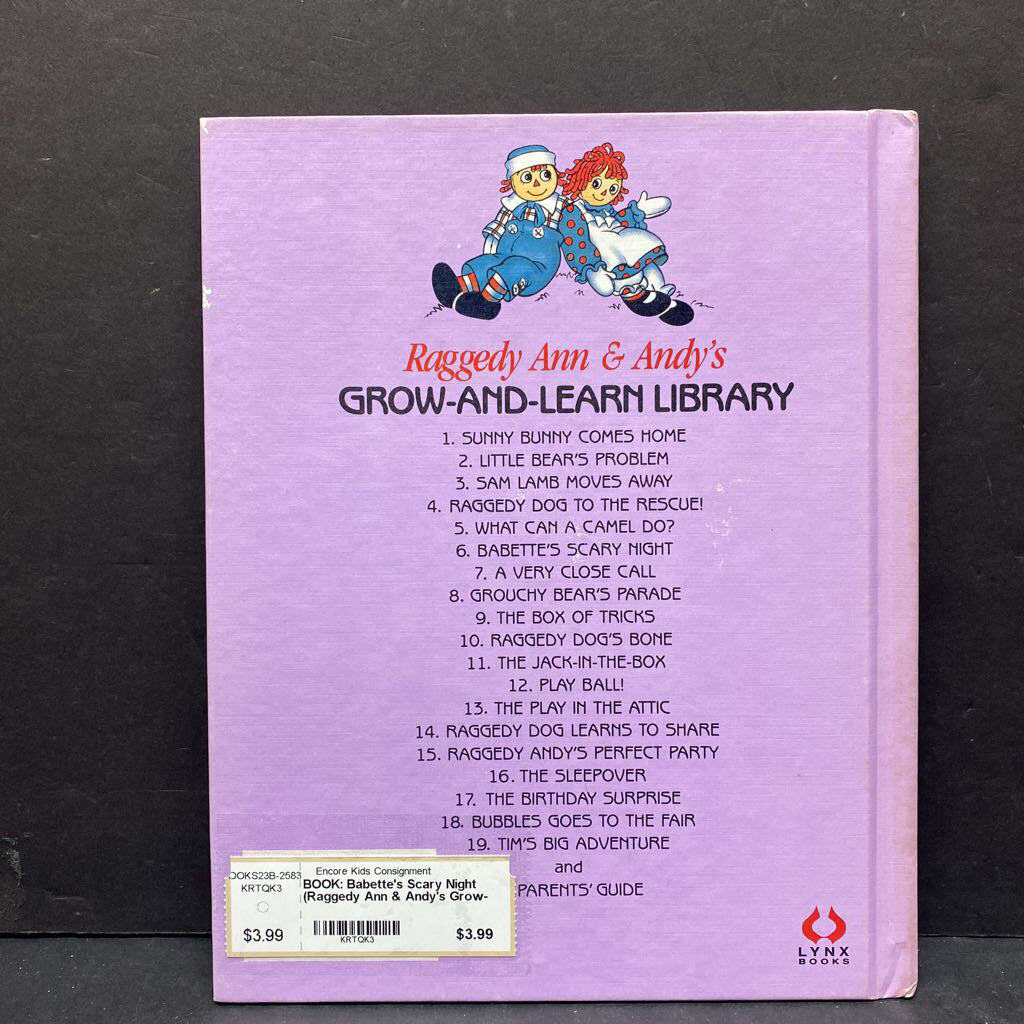 Raggedy Ann & Andy's
GROW-AND-LEARN LIBRARY
1. SUNNY BUNNY COMES HOME
2. LITTLE BEAR'S PROBLEM
3. SAM LAMB MOVES AWAY
4. RAGGEDY DOG TO THE RESCUE!
5. WHAT CAN A CAMEL DO?
6. BABETTE'S SCARY NIGHT
7. A VERY CLOSE CALL
8. GROUCHY BEAR'S PARADE
9. THE BOX OF TRICKS
10. RAGGEDY DOG'S BONE
11. THE JACK-IN-THE-BOX
12. PLAY BALL!
13. THE PLAY IN THE ATTIC
14. RAGGEDY DOG LEARNS TO SHARE
15. RAGGEDY ANDY'S PERFECT PARTY
16. THE SLEEPOVER
17. THE BIRTHDAY SURPRISE
18. BUBBLES GOES TO THE FAIR
19. TIM'S BIG ADVENTURE
and
PARENTS' GUIDE
OOKS23B-2583
KRTQK3
$3.99
Encore Kids Consignment
BOOK: Babette's Scary Night
(Raggedy Ann & Andy's Grow-
KRTQK3
$3.99
LYNX
BOOKS